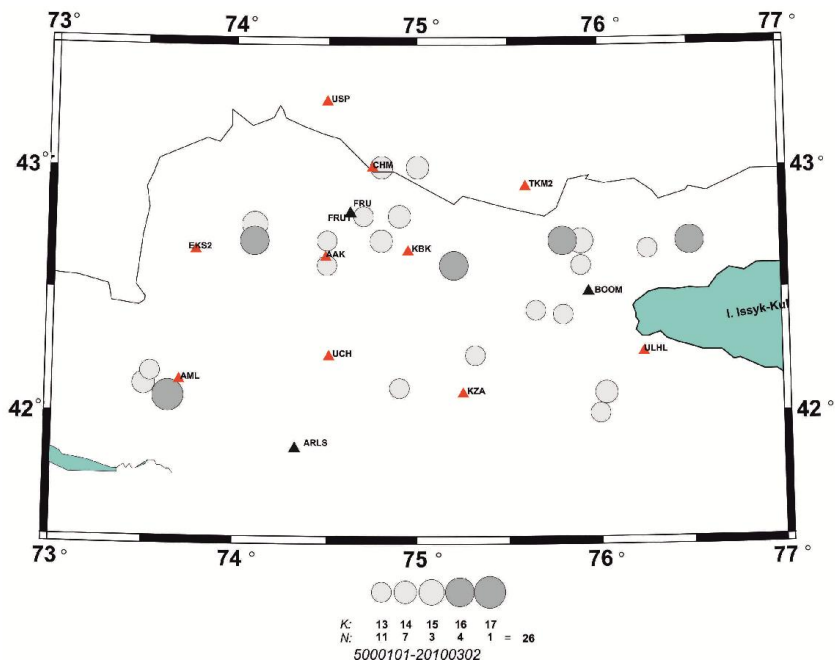 73° 74° 75° 76° 77°
USP
43° CHM 43°
TKM2
FRU
FRU1
EKS2 AAK KBK
BOOM
I. Issyk-Kul
UCH ULHL
AML KZA
42° 42°
ARLS
73° 74° 75° 76° 77°
K: 13 14 15 16 17
N: 11 7 3 4 1 = 26
5000101-20100302